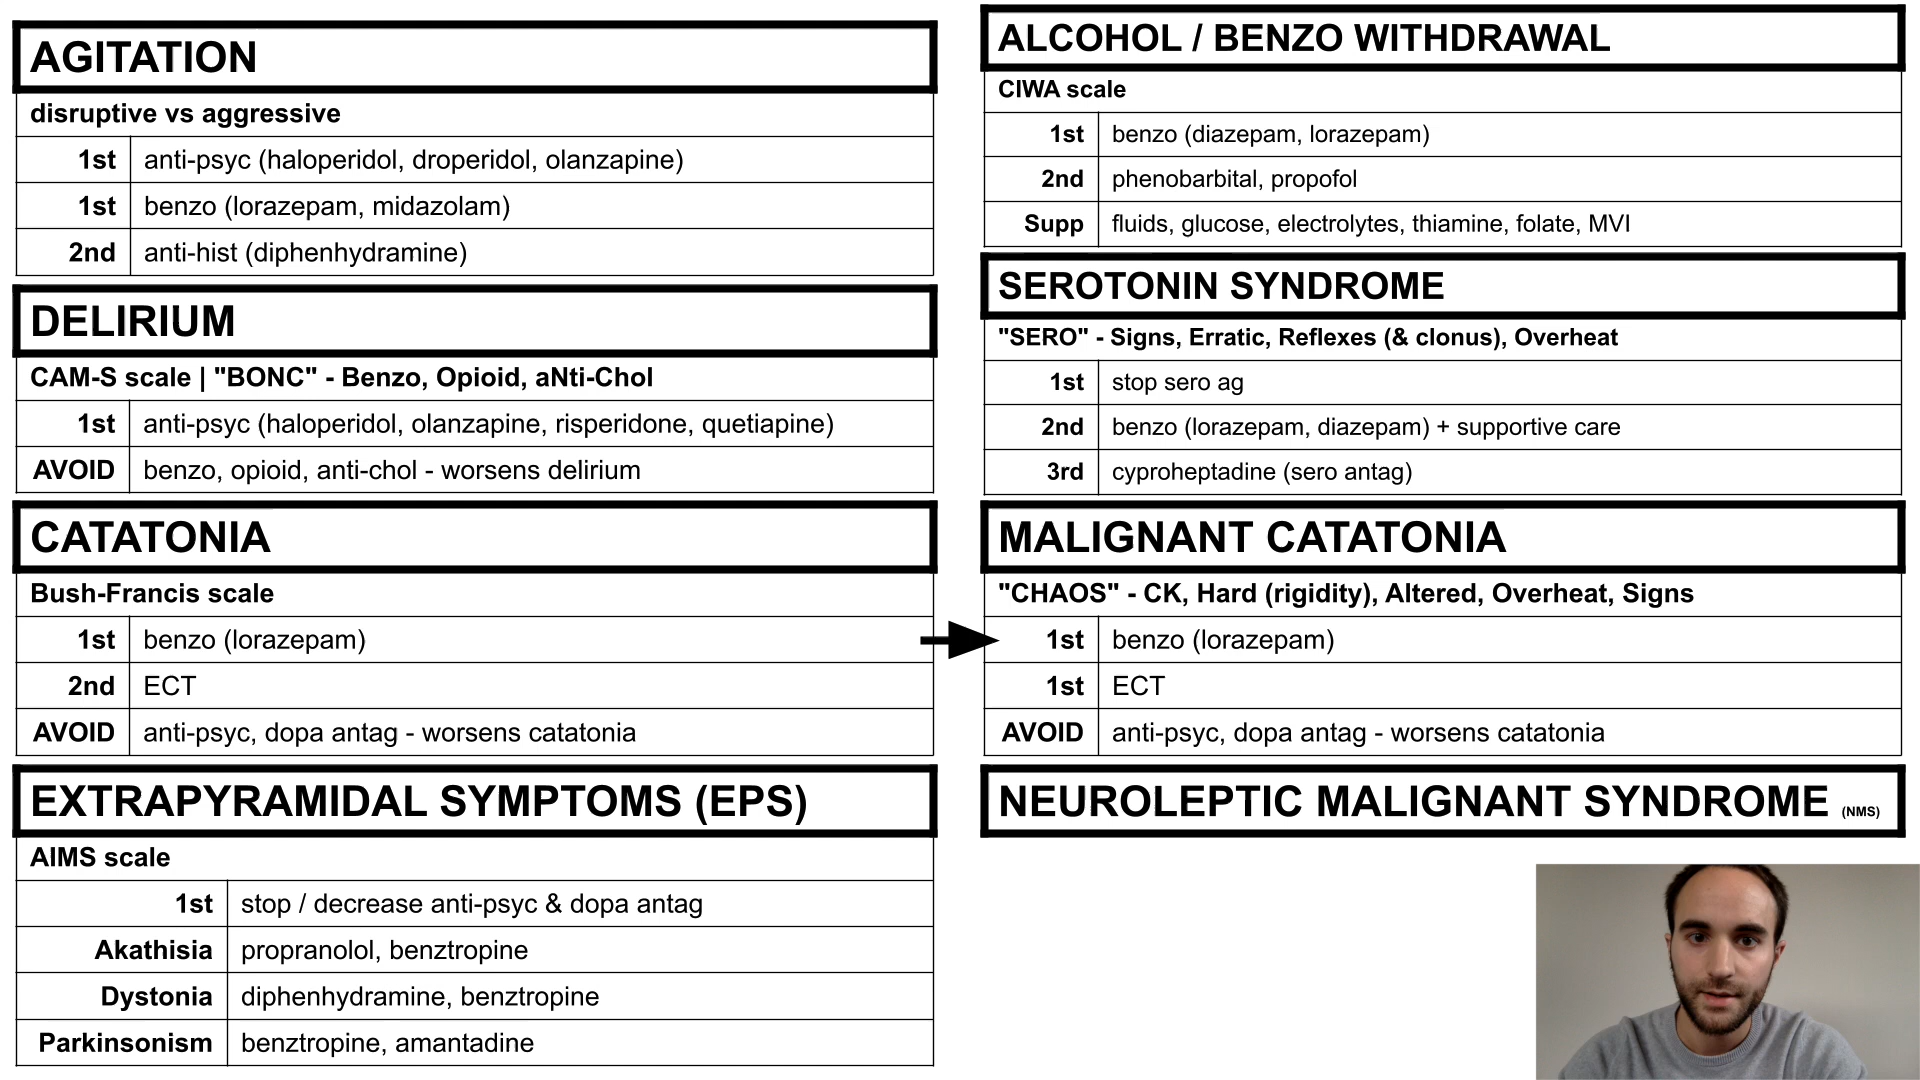 AGITATION
disruptive vs aggressive
1st anti-psyc (haloperidol, droperidol, olanzapine)
1st benzo (lorazepam, midazolam)
2nd anti-hist (diphenhydramine)
DELIRIUM
CAM-S scale | "BONC" - Benzo, Opioid, aNti-Chol
1st anti-psyc (haloperidol, olanzapine, risperidone, quetiapine)
AVOID benzo, opioid, anti-chol - worsens delirium
CATATONIA
Bush-Francis scale
1st benzo (lorazepam)
2nd ECT
AVOID anti-psyc, dopa antag - worsens catatonia
EXTRAPYRAMIDAL SYMPTOMS (EPS)
AIMS scale
1st stop / decrease anti-psyc & dopa antag
Akathisia propranolol, benztropine
Dystonia diphenhydramine, benztropine
Parkinsonism benztropine, amantadine
ALCOHOL / BENZO WITHDRAWAL
CIWA scale
1st benzo (diazepam, lorazepam)
2nd phenobarbital, propofol
Supp fluids, glucose, electrolytes, thiamine, folate, MVI
SEROTONIN SYNDROME
"SERO" - Signs, Erratic, Reflexes (& clonus), Overheat
1st stop sero ag
2nd benzo (lorazepam, diazepam) + supportive care
3rd cyproheptadine (sero antag)
MALIGNANT CATATONIA
"CHAOS" - CK, Hard (rigidity), Altered, Overheat, Signs
1st benzo (lorazepam)
1st ECT
AVOID anti-psyc, dopa antag - worsens catatonia
NEUROLEPTIC MALIGNANT SYNDROME (NMS)